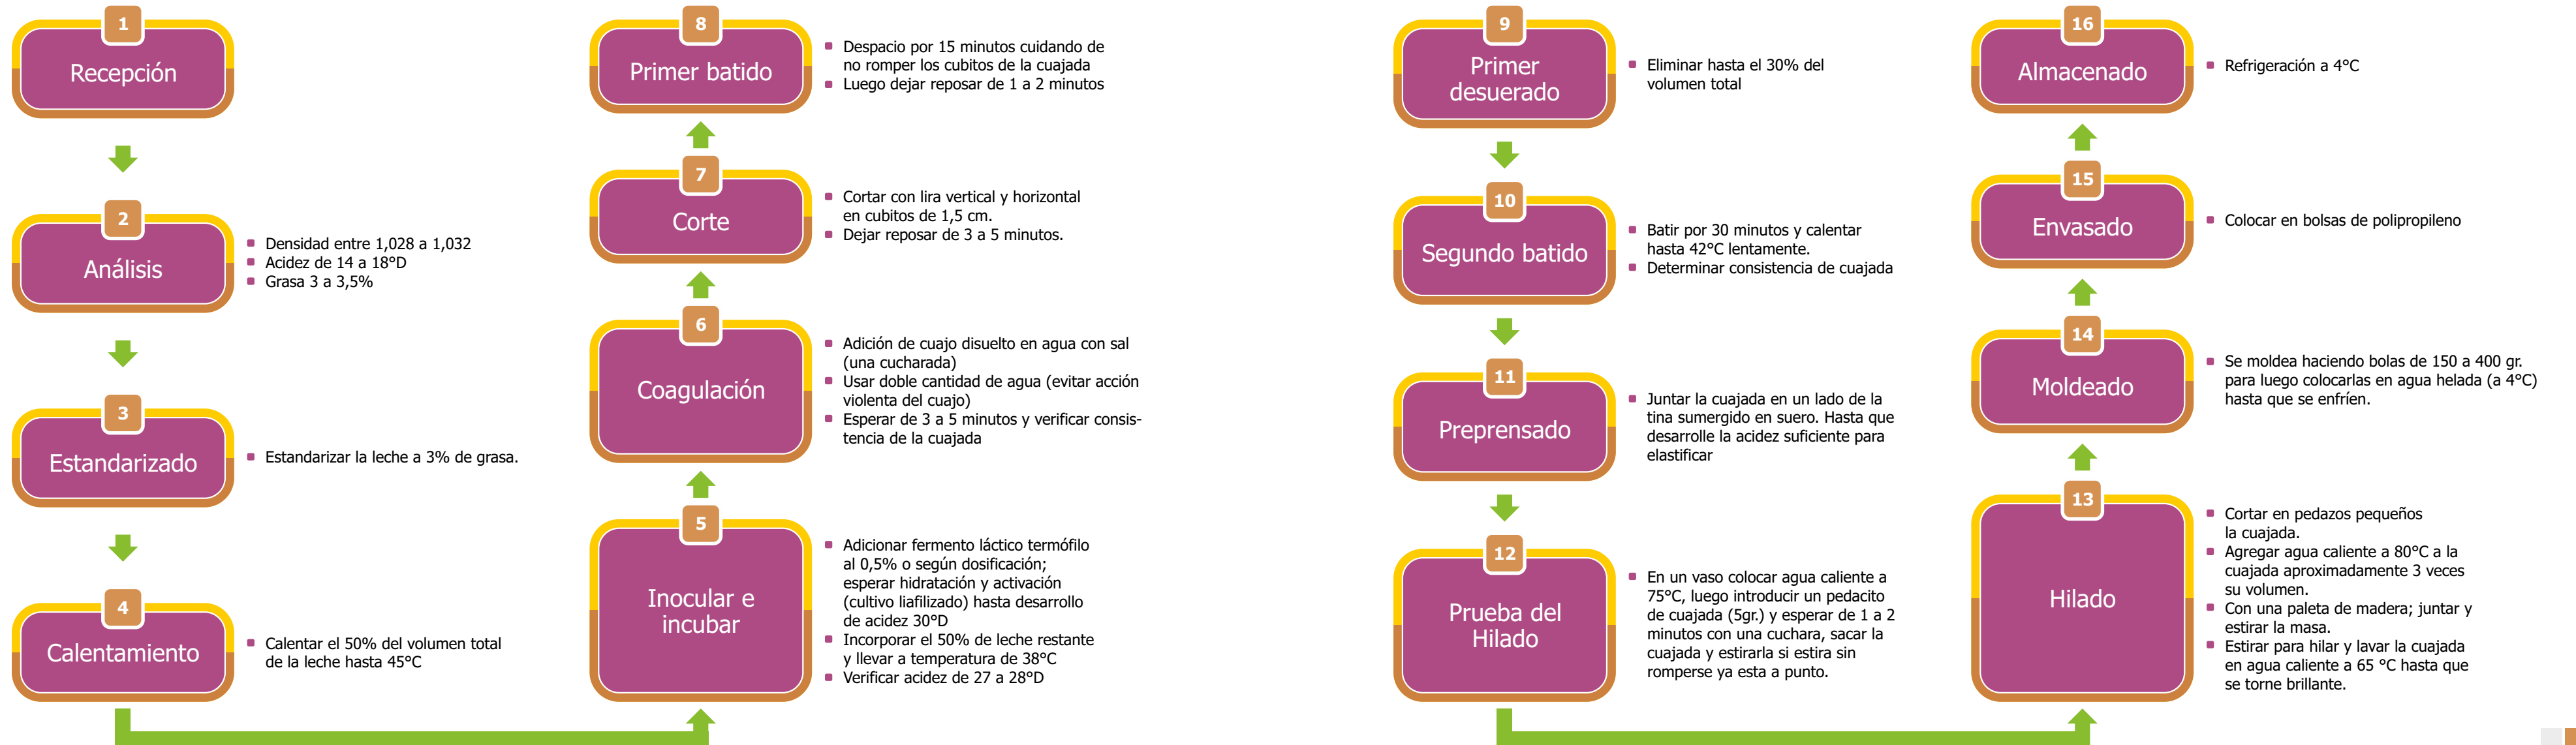 1
Recepción
2
Análisis
Densidad entre 1,028 a 1,032
Acidez de 14 a 18°D
Grasa 3 a 3,5%
3
Estandarizado
Estandarizar la leche a 3% de grasa.
4
Calentamiento
Calentar el 50% del volumen total
de la leche hasta 45°C
5
Inocular e
incubar
Adicionar fermento láctico termófilo
al 0,5% o según dosificación;
esperar hidratación y activación
(cultivo liafilizado) hasta desarrollo
de acidez 30°D
Incorporar el 50% de leche restante
y llevar a temperatura de 38°C
Verificar acidez de 27 a 28°D
6
Coagulación
Adición de cuajo disuelto en agua con sal
(una cucharada)
Usar doble cantidad de agua (evitar acción
violenta del cuajo)
Esperar de 3 a 5 minutos y verificar consis-
tencia de la cuajada
7
Corte
Cortar con lira vertical y horizontal
en cubitos de 1,5 cm.
Dejar reposar de 3 a 5 minutos.
8
Primer batido
Despacio por 15 minutos cuidando de
no romper los cubitos de la cuajada
Luego dejar reposar de 1 a 2 minutos
9
Primer
desuerado
Eliminar hasta el 30% del
volumen total
10
Segundo batido
Batir por 30 minutos y calentar
hasta 42°C lentamente.
Determinar consistencia de cuajada
11
Preprensado
Juntar la cuajada en un lado de la
tina sumergido en suero. Hasta que
desarrolle la acidez suficiente para
elastificar
12
Prueba del
Hilado
En un vaso colocar agua caliente a
75°C, luego introducir un pedacito
de cuajada (5gr.) y esperar de 1 a 2
minutos con una cuchara, sacar la
cuajada y estirarla si estira sin
romperse ya esta a punto.
13
Hilado
Cortar en pedazos pequeños
la cuajada.
Agregar agua caliente a 80°C a la
cuajada aproximadamente 3 veces
su volumen.
Con una paleta de madera; juntar y
estirar la masa.
Estirar para hilar y lavar la cuajada
en agua caliente a 65 °C hasta que
se torne brillante.
14
Moldeado
Se moldea haciendo bolas de 150 a 400 gr.
para luego colocarlas en agua helada (a 4°C)
hasta que se enfríen.
15
Envasado
Colocar en bolsas de polipropileno
16
Almacenado
Refrigeración a 4°C